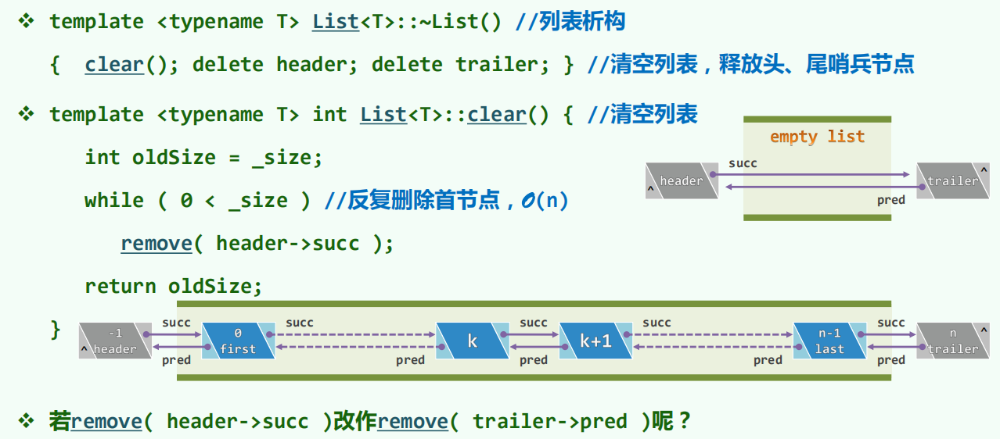 ❖ template <typename T> List<T>::~List() //列表析构
{ clear(); delete header; delete trailer; } //清空列表，释放头、尾哨兵节点
❖ template <typename T> int List<T>::clear() { //清空列表
int oldSize = _size;
while ( 0 < _size ) //反复删除首节点，O(n)
remove( header->succ );
return oldSize;
}
empty list
succ
header
trailer
^
^
pred
succ succ succ succ succ
-1 0 k k+1 n-1 n
header first last trailer
^
^
pred pred pred pred pred
❖ 若remove( header->succ )改作remove( trailer->pred )呢？